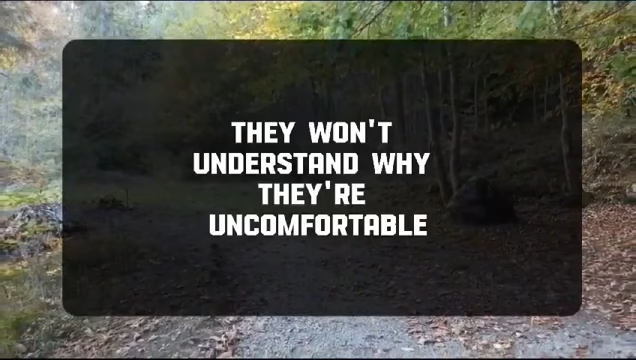 THEY WON'T
UNDERSTAND WHY
THEY'RE
UNCOMFORTABLE